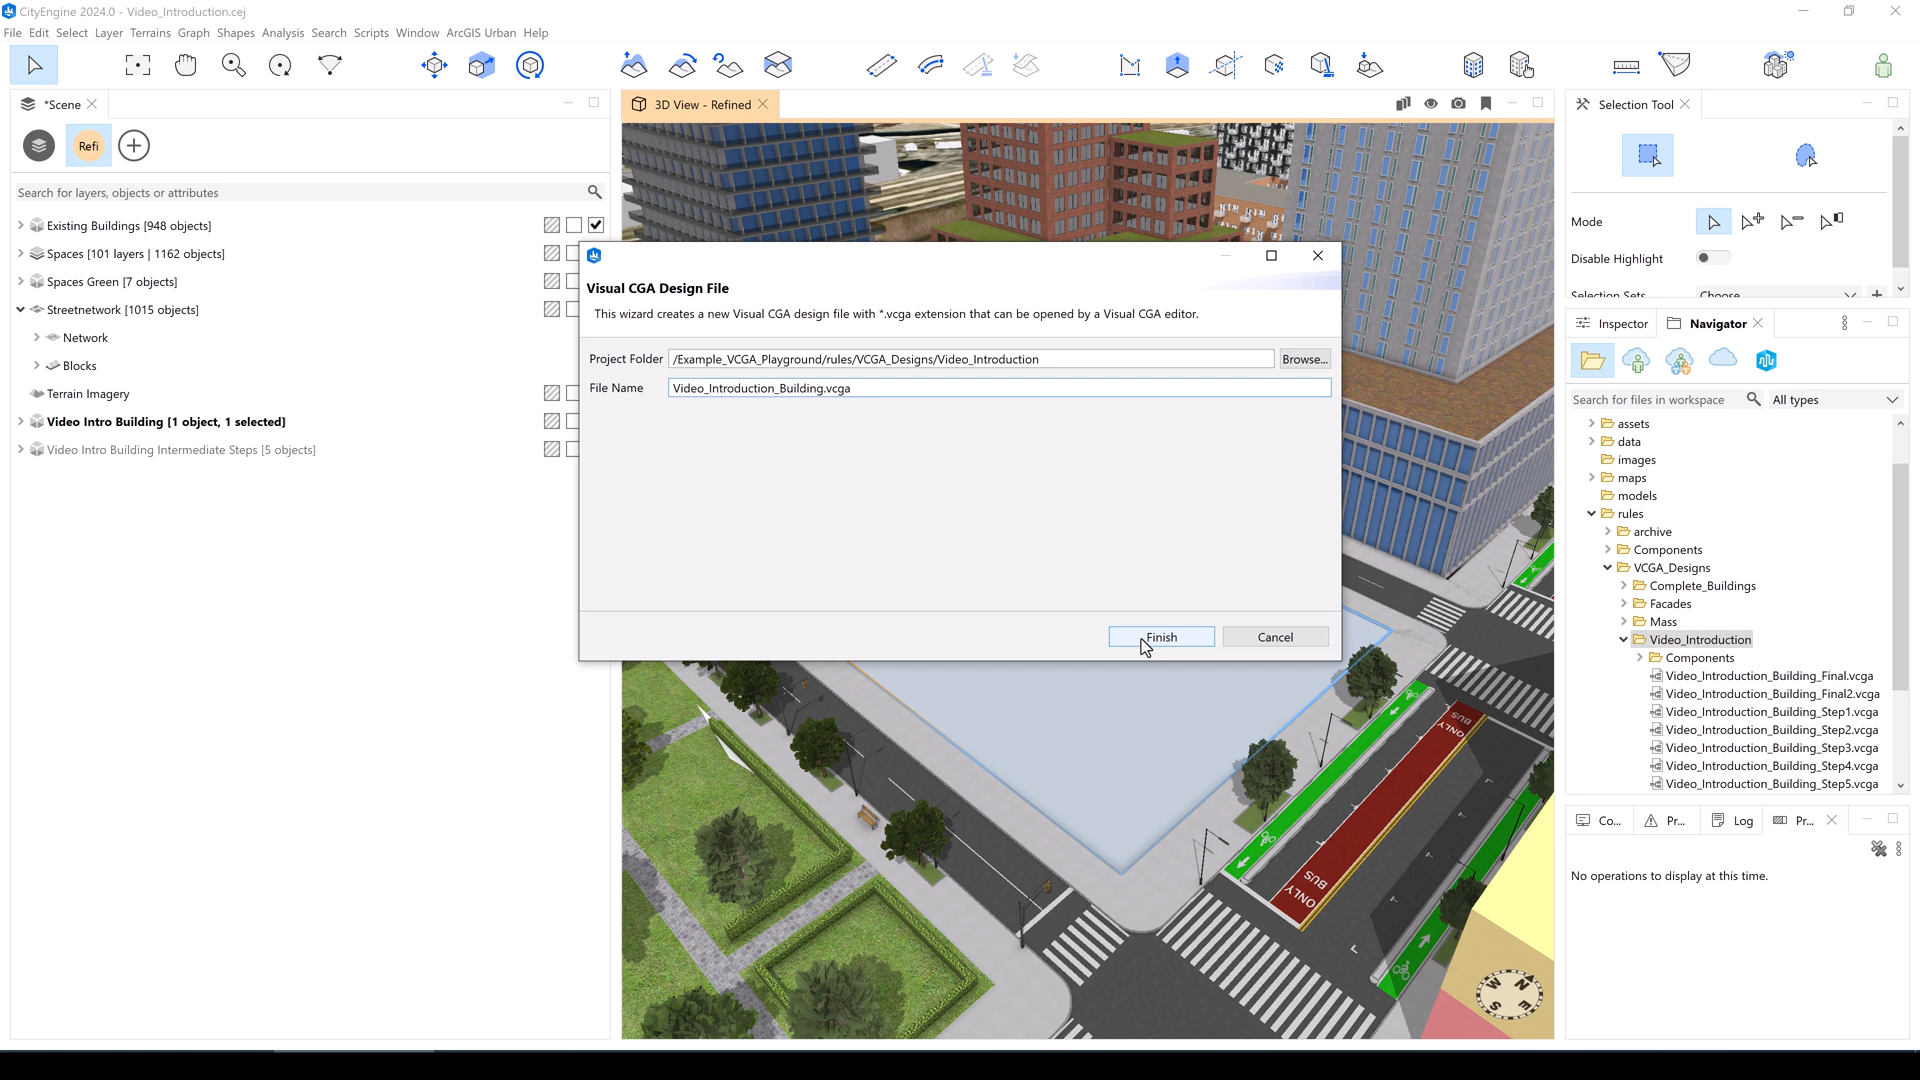 CityEngine 2024.0 - Video_Introduction.cej
File Edit Select Layer Terrains Graph Shapes Analysis Search Scripts Window ArcGIS Urban Help
*Scene
Refi
Search for layers, objects or attributes
Existing Buildings [948 objects]
Spaces [101 layers | 1162 objects]
Spaces Green [7 objects]
Streetnetwork [1015 objects]
Network
Blocks
Terrain Imagery
Video Intro Building [1 object, 1 selected]
Video Intro Building Intermediate Steps [5 objects]
3D View - Refined
Visual CGA Design File
This wizard creates a new Visual CGA design file with *.vcga extension that can be opened by a Visual CGA editor.
Project Folder /Example_VCGA_Playground/rules/VCGA_Designs/Video_Introduction Browse...
File Name Video_Introduction_Building.vcga
Finish Cancel
BUS
ONLY
BUS
ONLY
W N
S E
Selection Tool
Mode
Disable Highlight
Selection Sets Choose
Inspector Navigator
Search for files in workspace All types
assets
data
images
maps
models
rules
archive
Components
VCGA_Designs
Complete_Buildings
Facades
Mass
Video_Introduction
Components
Video_Introduction_Building_Final.vcga
Video_Introduction_Building_Final2.vcga
Video_Introduction_Building_Step1.vcga
Video_Introduction_Building_Step2.vcga
Video_Introduction_Building_Step3.vcga
Video_Introduction_Building_Step4.vcga
Video_Introduction_Building_Step5.vcga
Co... Pr... Log Pr...
No operations to display at this time.